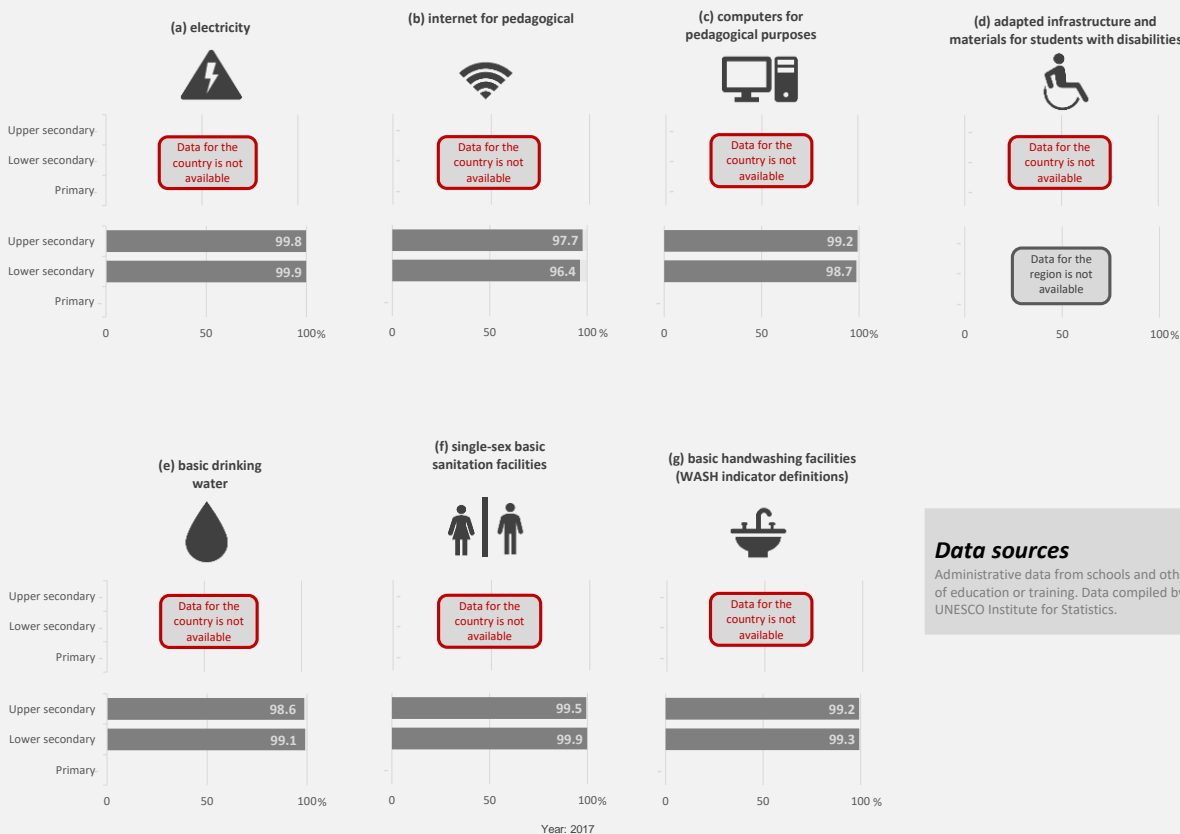 (a) electricity
(b) internet for pedagogical
(c) computers for
pedagogical purposes
(d) adapted infrastructure and
materials for students with disabilities
Upper secondary
Lower secondary
Primary
Data for the
country is not
available
Data for the
country is not
available
Data for the
country is not
available
Data for the
country is not
available
Upper secondary
Lower secondary
Primary
99.8
99.9
97.7
96.4
99.2
98.7
Data for the
region is not
available
0 50 100%
0 50 100%
0 50 100%
0 50 100%
(e) basic drinking
water
(f) single-sex basic
sanitation facilities
(g) basic handwashing facilities
(WASH indicator definitions)
Upper secondary
Lower secondary
Primary
Data for the
country is not
available
Data for the
country is not
available
Data for the
country is not
available
Upper secondary
Lower secondary
Primary
98.6
99.1
99.5
99.9
99.2
99.3
0 50 100%
0 50 100%
0 50 100 %
Year: 2017
Data sources
Administrative data from schools and oth
of education or training. Data compiled by
UNESCO Institute for Statistics.